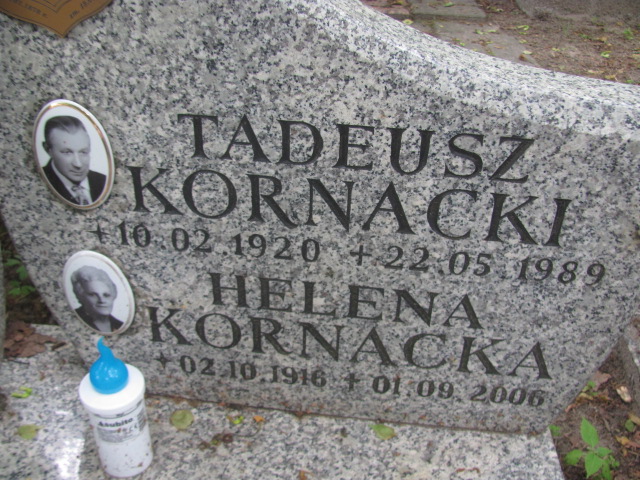 TADEUSZ
KORNACKI
+10.02.1920 +22.05.1989
HELENA
KORNACKA
+02.10.1916 +01.09.2006